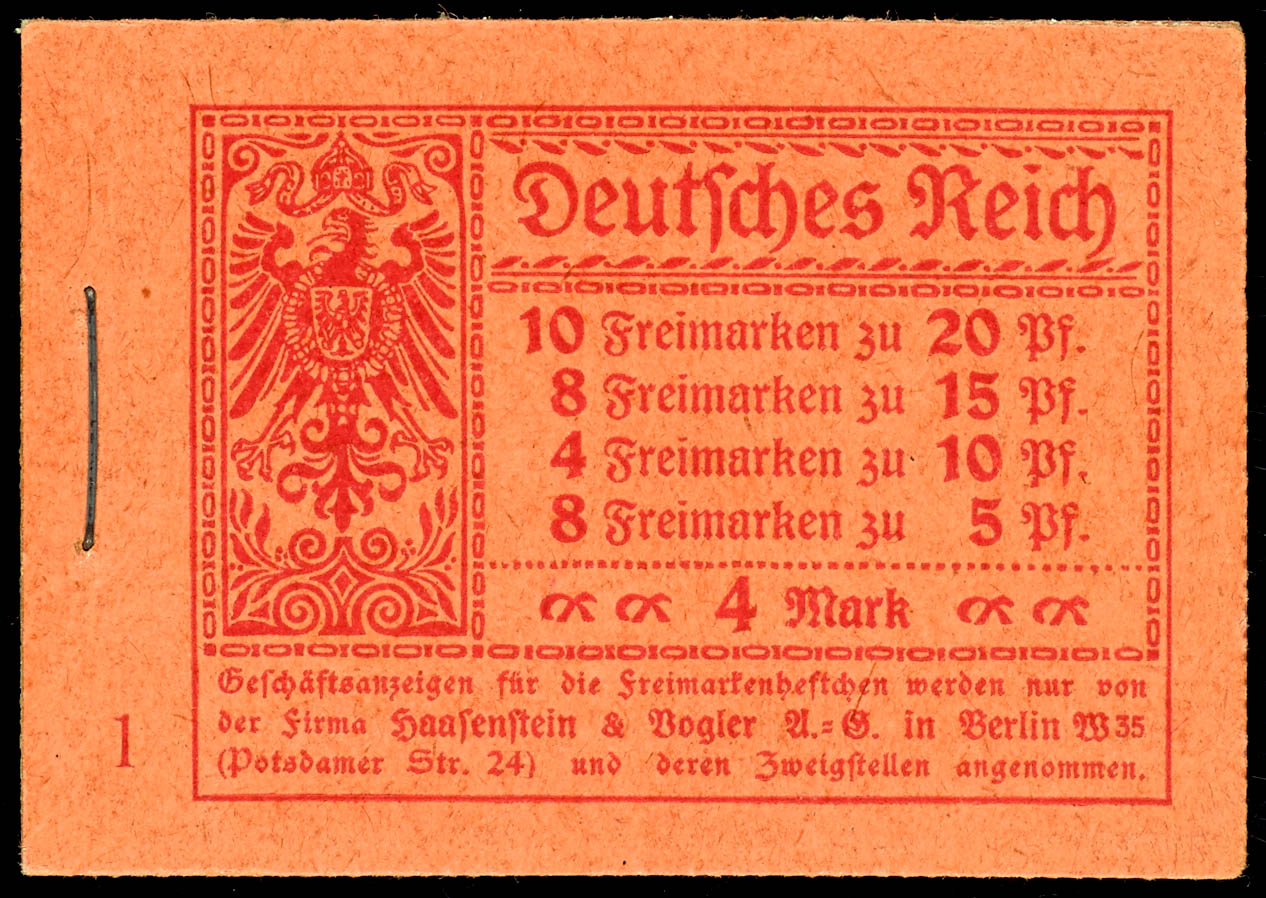 Deutsches Reich
10 Freimarken zu 20 Pf.
8 Freimarken zu 15 Pf.
4 Freimarken zu 10 Pf.
8 Freimarken zu 5 Pf.
4 Mark
Geschäftsanzeigen für die Freimarkenheftchen werden nur von
der Firma Haasenstein & Vogler A.=G. in Berlin W 35
(Potsdamer Str. 24) und deren Zweigstellen angenommen.
1